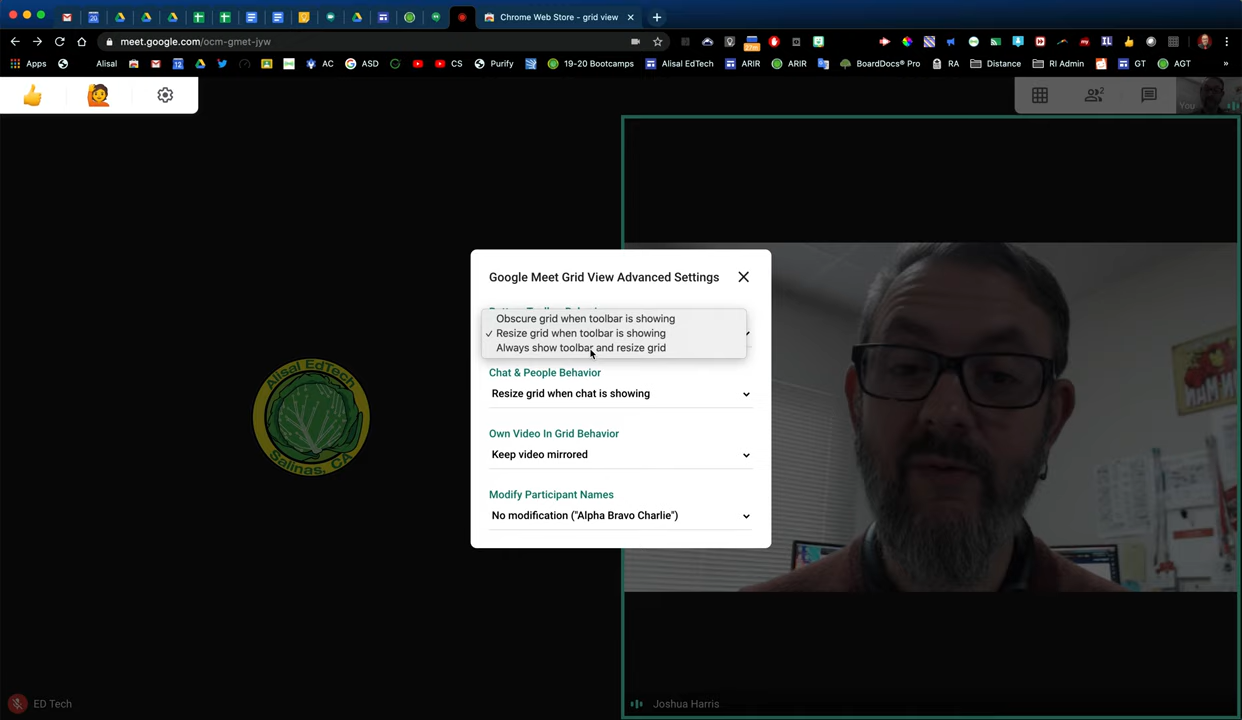 Chrome Web Store - grid view
meet.google.com/ocm-gmet-jyw
27m
Apps
Alisal
AC
ASD
CS
Purify
19-20 Bootcamps
Alisal EdTech
ARIR
ARIR
BoardDocs® Pro
RA
Distance
RI Admin
GT
AGT
»
2
You
Google Meet Grid View Advanced Settings
Obscure grid when toolbar is showing
✓ Resize grid when toolbar is showing
Always show toolbar and resize grid
Chat & People Behavior
Resize grid when chat is showing
Own Video In Grid Behavior
Keep video mirrored
Modify Participant Names
No modification ("Alpha Bravo Charlie")
Alisal EdTech
Salinas, CA
ED Tech
Joshua Harris